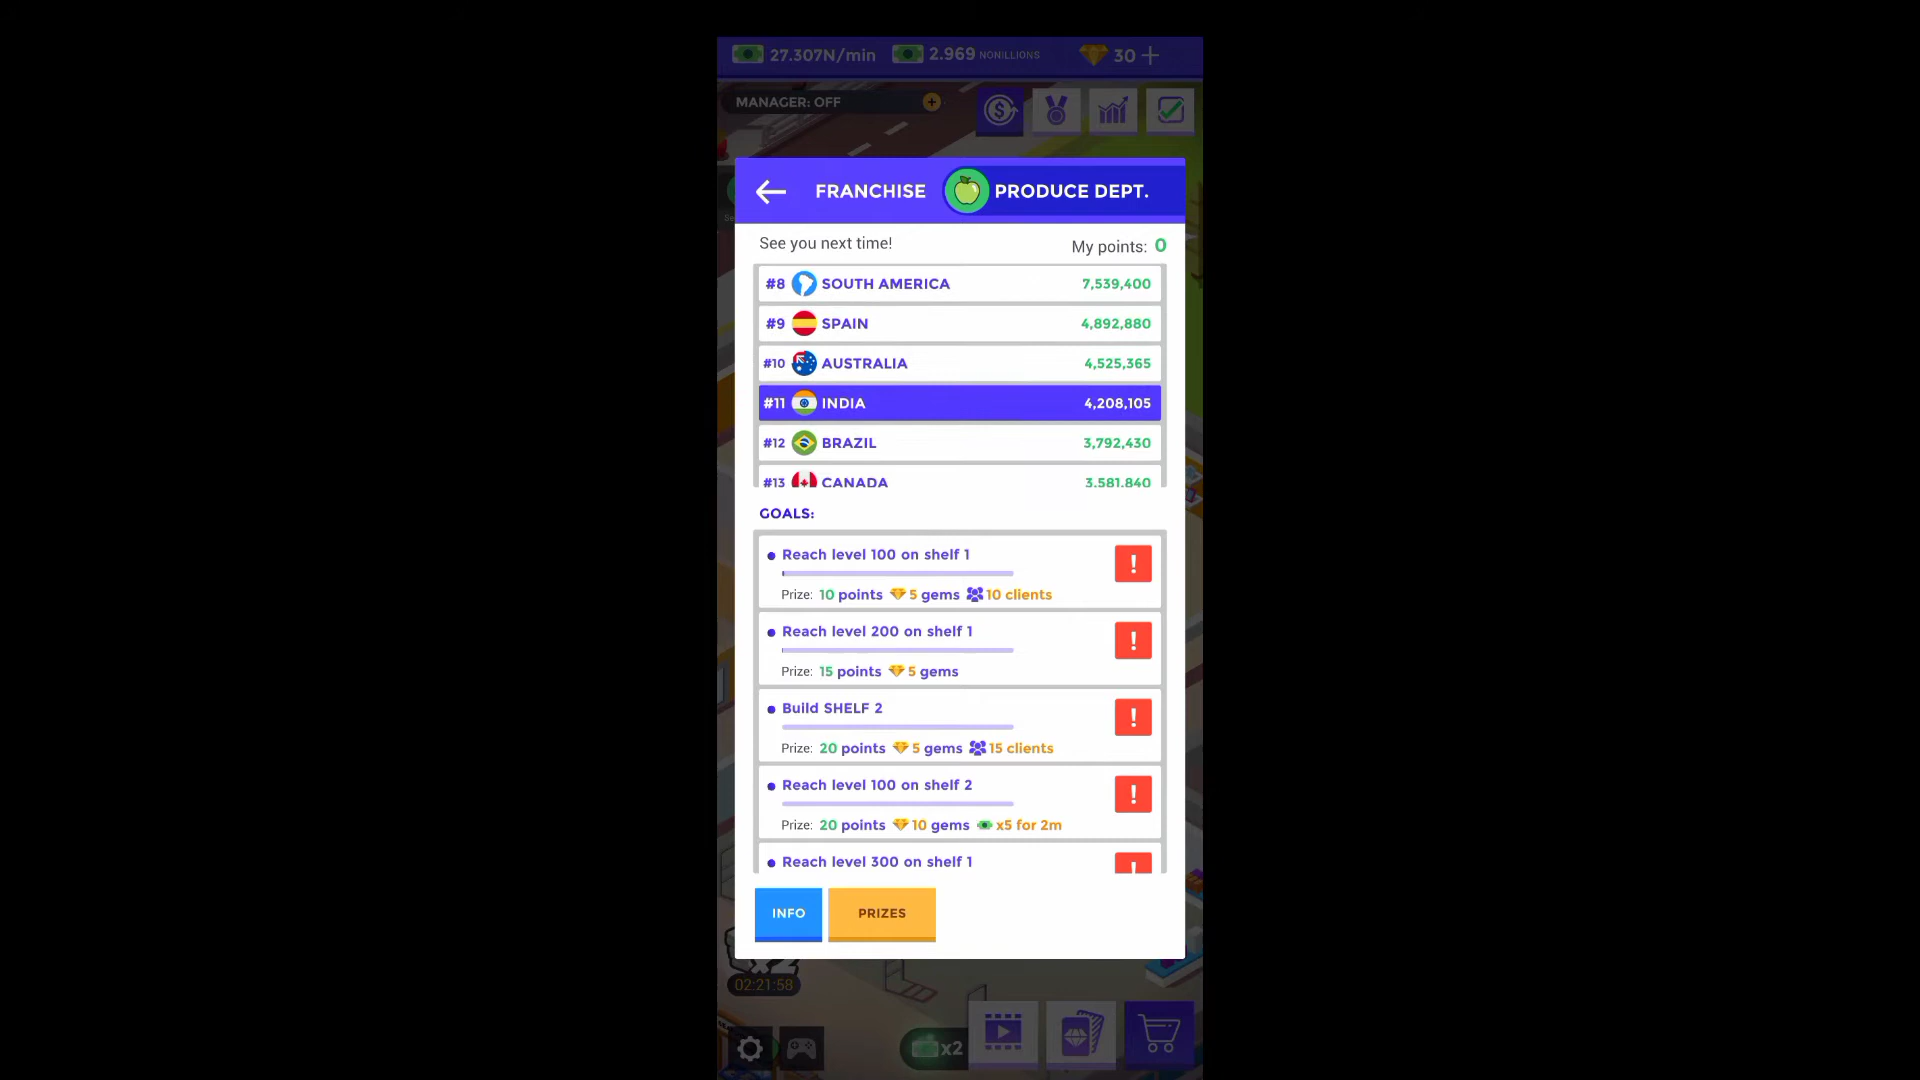 27.307N/min 2.969 NONILLIONS 30
MANAGER: OFF
FRANCHISE PRODUCE DEPT.
See you next time! My points: 0
#8 SOUTH AMERICA 7,539,400
#9 SPAIN 4,892,880
#10 AUSTRALIA 4,525,365
#11 INDIA 4,208,105
#12 BRAZIL 3,792,430
#13 CANADA 3,581,840
GOALS:
Reach level 100 on shelf 1
Prize: 10 points 5 gems 10 clients
Reach level 200 on shelf 1
Prize: 15 points 5 gems
Build SHELF 2
Prize: 20 points 5 gems 15 clients
Reach level 100 on shelf 2
Prize: 20 points 10 gems x5 for 2m
Reach level 300 on shelf 1
INFO PRIZES
x2
02:21:58
x2